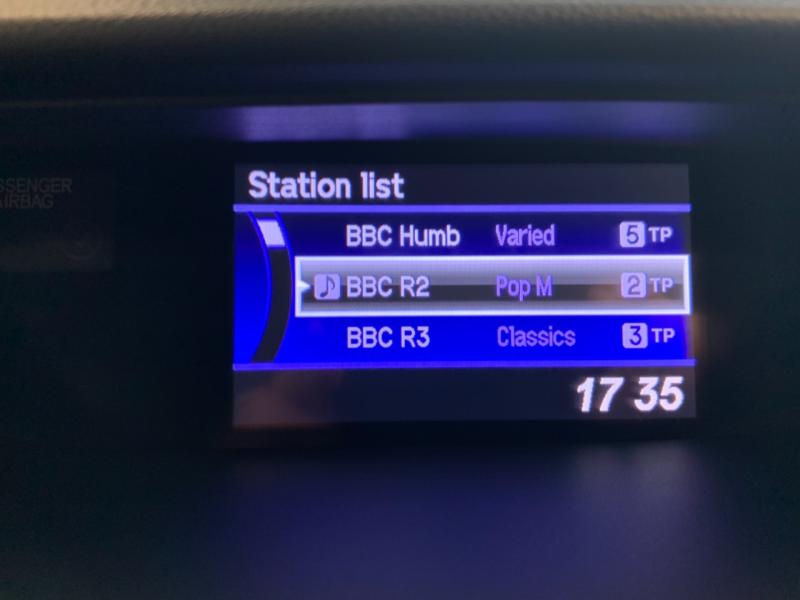 SSENGER
AIRBAG
Station list
BBC Humb Varied 5 TP
BBC R2 Pop M 2 TP
BBC R3 Classics 3 TP
17 35